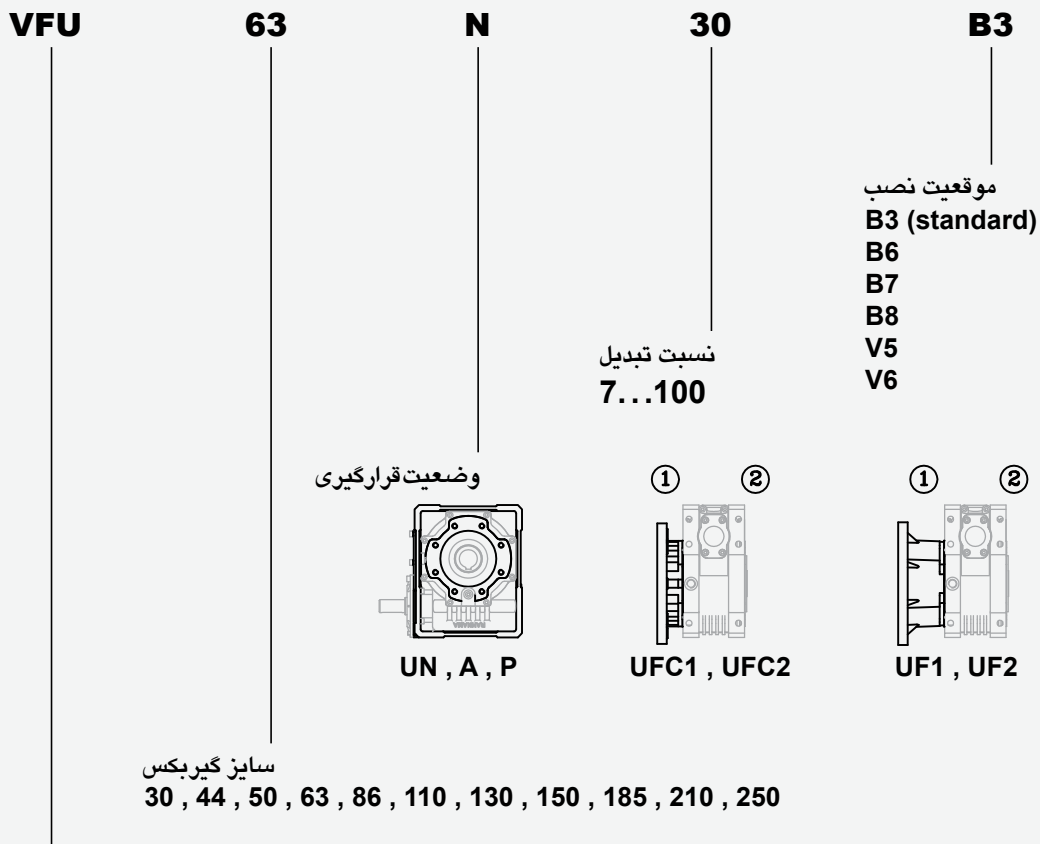 VFU 63 N 30 B3
موقعیت نصب
B3 (standard)
B6
B7
B8
V5
V6
نسبت تبدیل
7...100
وضعیت قرارگیری
① ② ① ②
UN , A , P UFC1 , UFC2 UF1 , UF2
سایز گیربکس
30 , 44 , 50 , 63 , 86 , 110 , 130 , 150 , 185 , 210 , 250